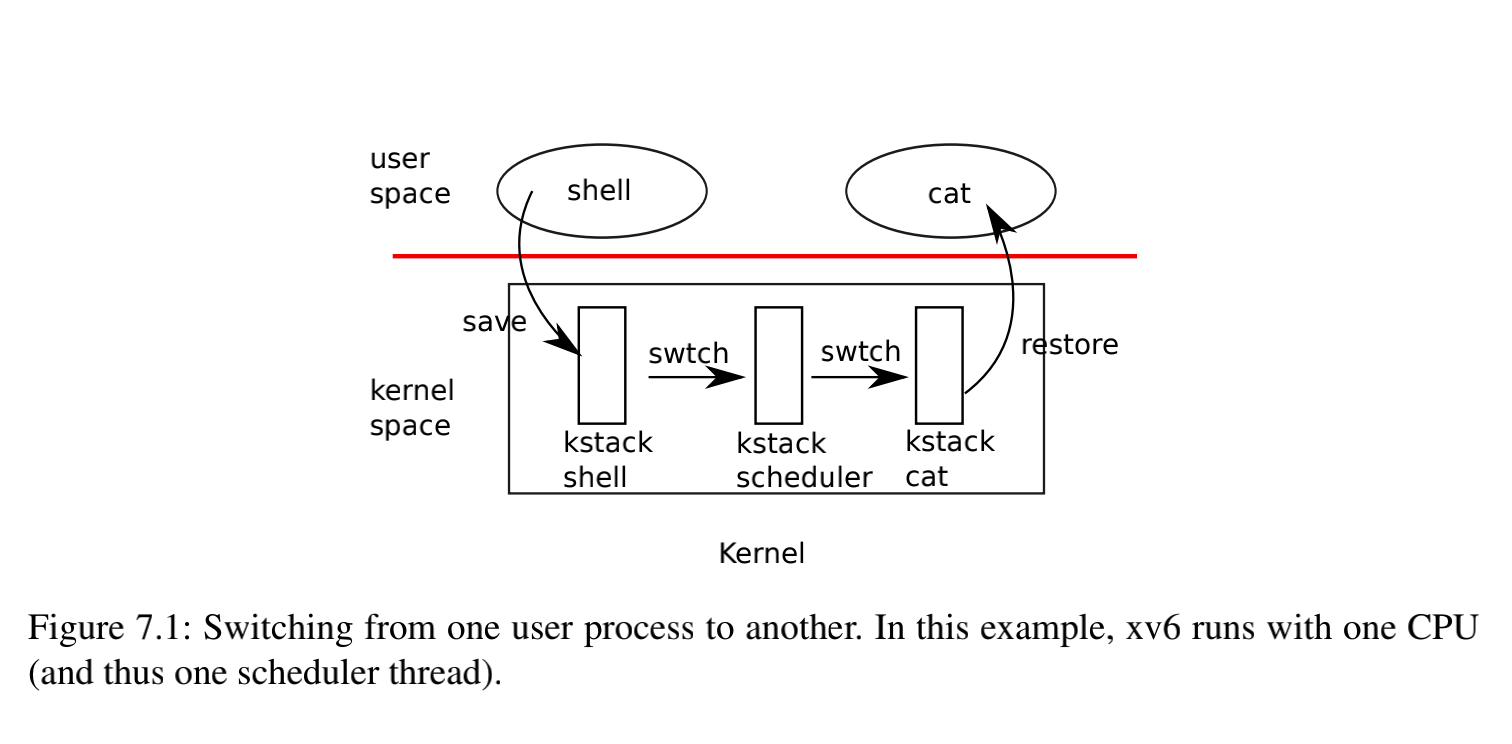 user
space
shell
cat
save
swtch
swtch
restore
kernel
space
kstack
shell
kstack
scheduler
kstack
cat
Kernel
Figure 7.1: Switching from one user process to another. In this example, xv6 runs with one CPU
(and thus one scheduler thread).